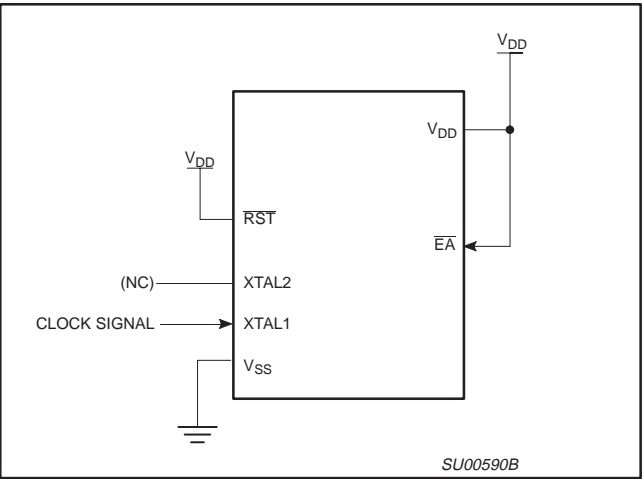 VDD
VDD
VDD
RST
EA
(NC) XTAL2
CLOCK SIGNAL XTAL1
VSS
SU00590B